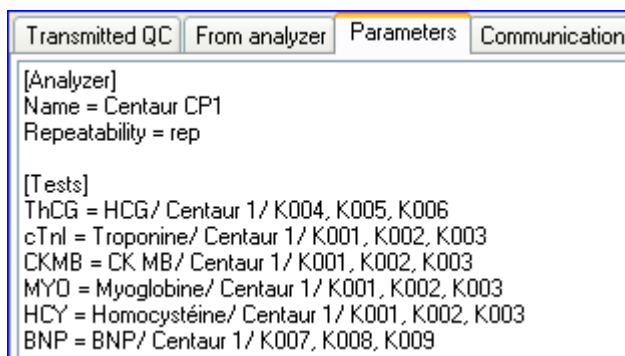 Transmitted QC From analyzer Parameters Communication
[Analyzer]
Name = Centaur CP1
Repeatability = rep
[Tests]
ThCG = HCG/ Centaur 1/ K004, K005, K006
cTnI = Troponine/ Centaur 1/ K001, K002, K003
CKMB = CK MB/ Centaur 1/ K001, K002, K003
MYO = Myoglobine/ Centaur 1/ K001, K002, K003
HCY = Homocystéine/ Centaur 1/ K001, K002, K003
BNP = BNP/ Centaur 1/ K007, K008, K009